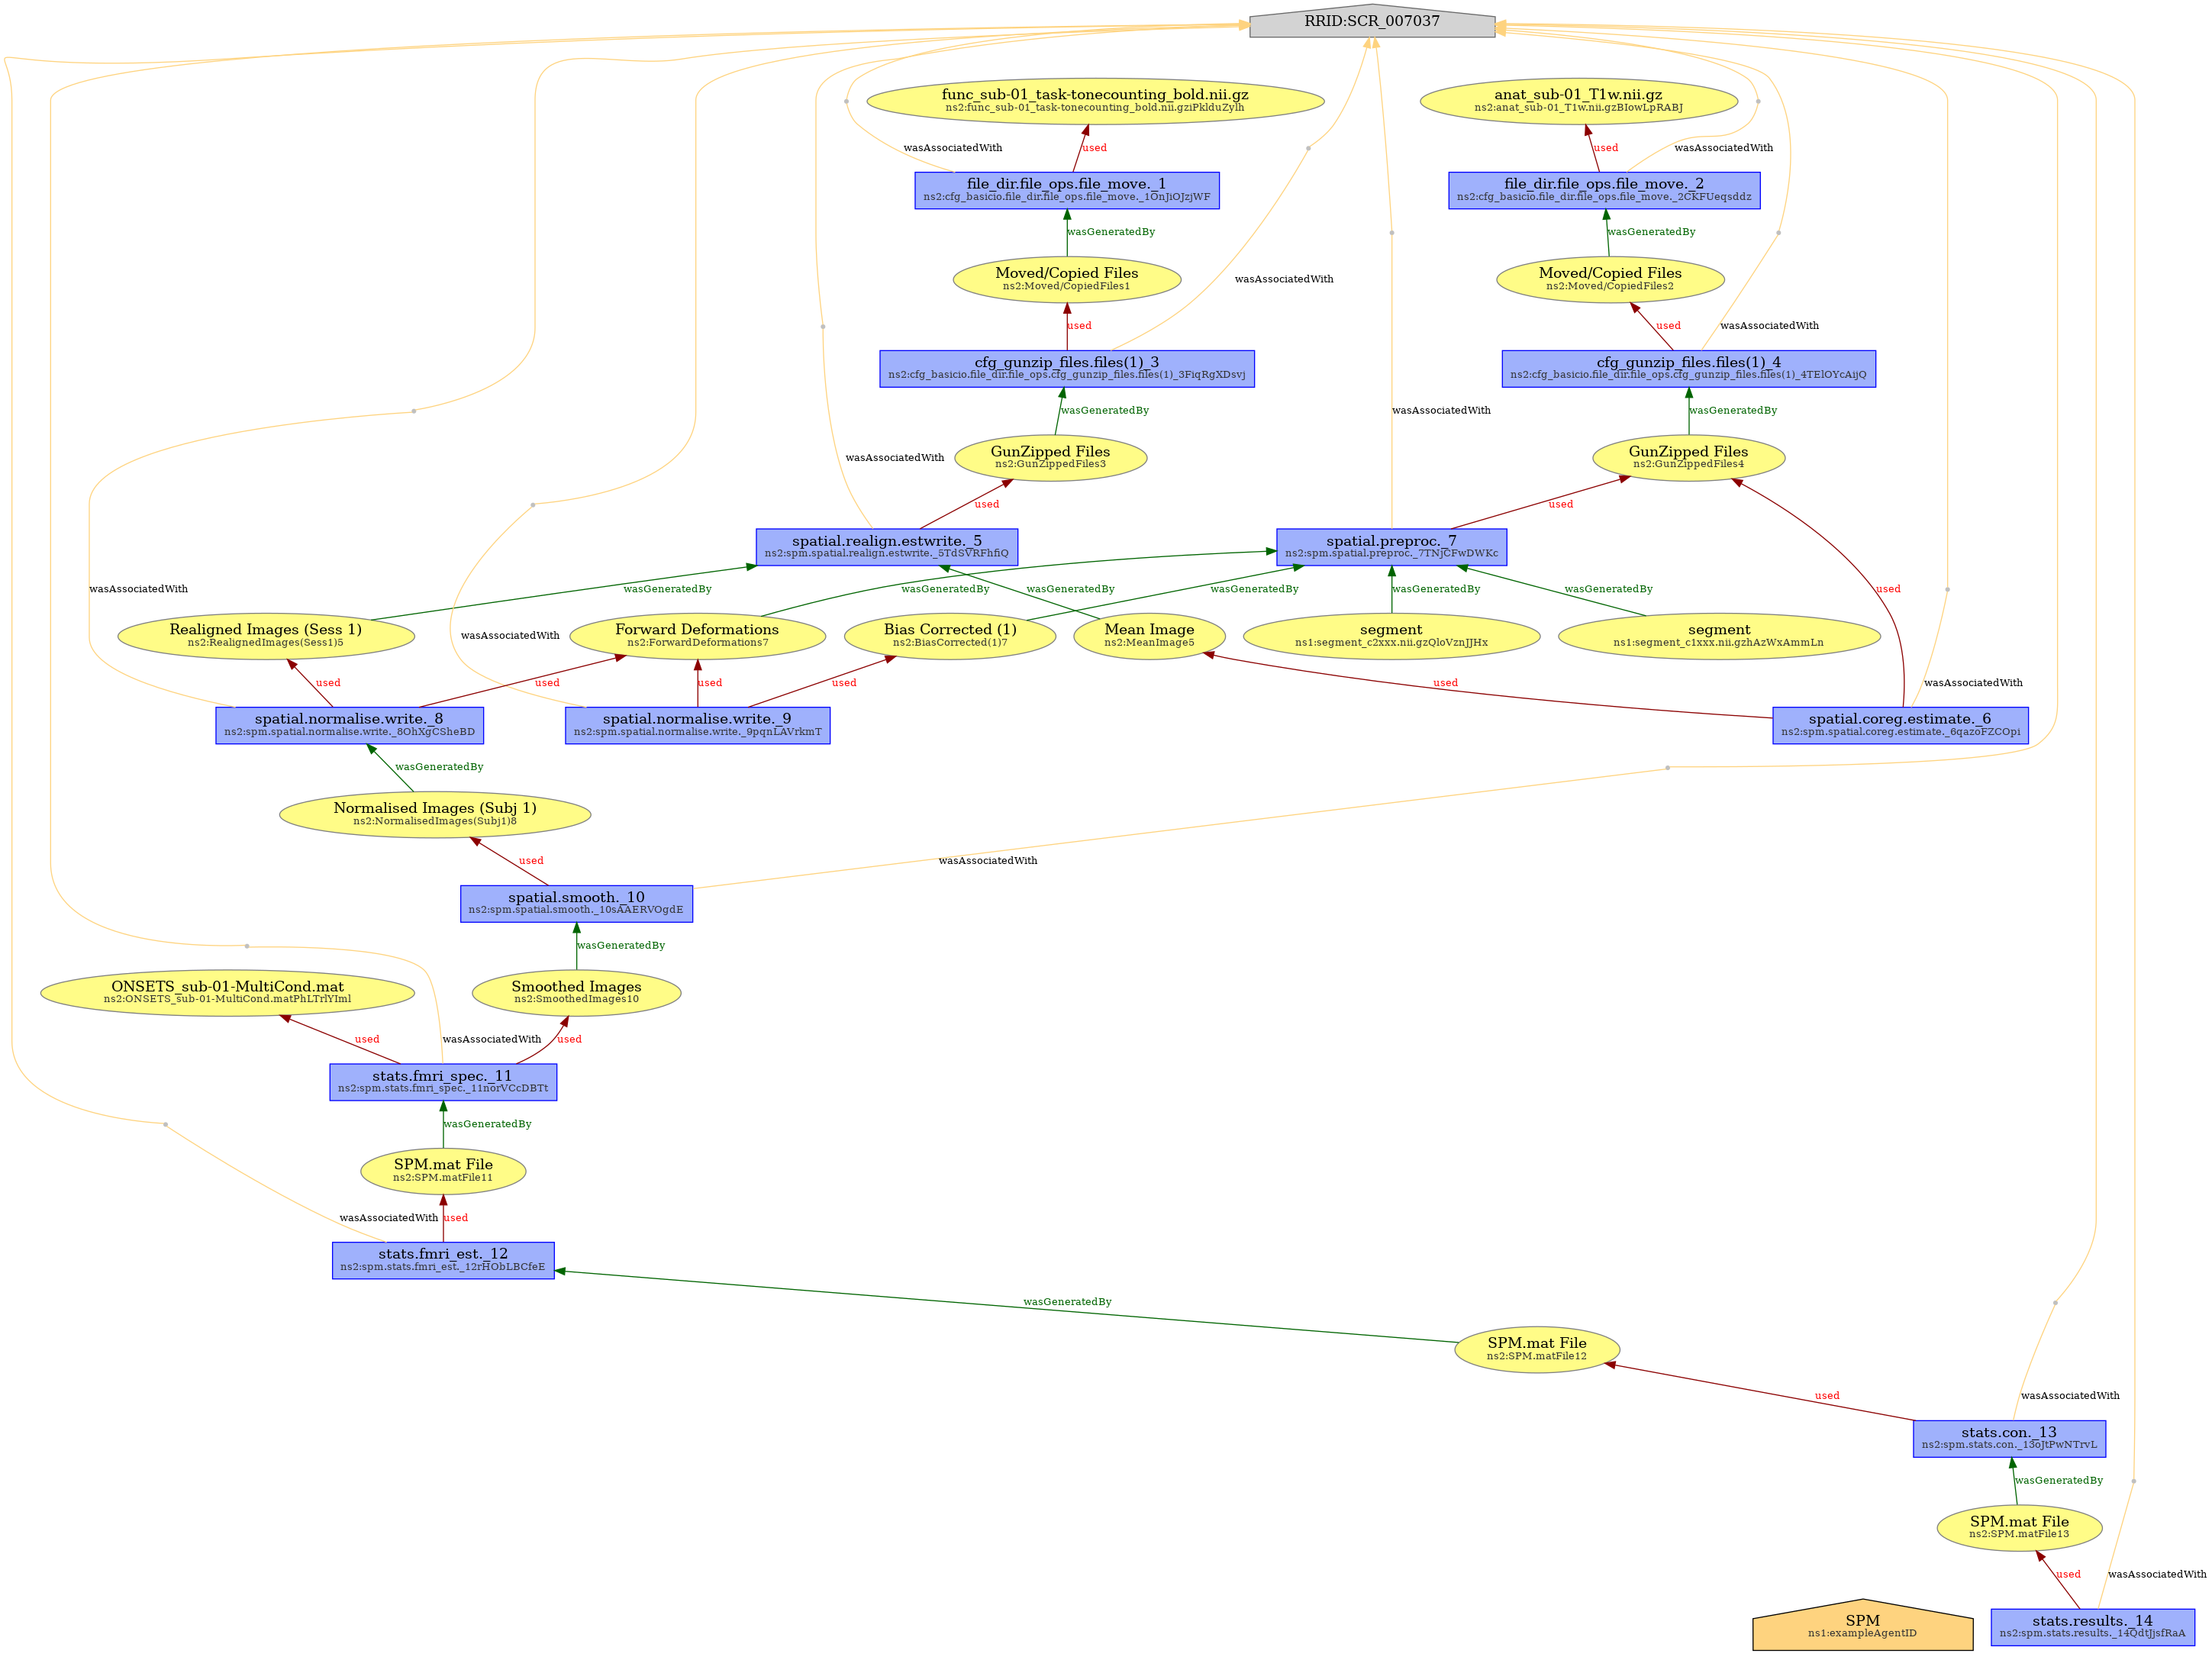 RRID:SCR_007037
func_sub-01_task-tonecounting_bold.nii.gz
ns2:func_sub-01_task-tonecounting_bold.nii.gziPklduZylh
anat_sub-01_T1w.nii.gz
ns2:anat_sub-01_T1w.nii.gzBIowLpRABJ
wasAssociatedWith
used
used
wasAssociatedWith
file_dir.file_ops.file_move._1
ns2:cfg_basicio.file_dir.file_ops.file_move._1OnJiOJzjWF
file_dir.file_ops.file_move._2
ns2:cfg_basicio.file_dir.file_ops.file_move._2CKFUeqsddz
wasGeneratedBy
wasGeneratedBy
Moved/Copied Files
ns2:Moved/CopiedFiles1
wasAssociatedWith
Moved/Copied Files
ns2:Moved/CopiedFiles2
used
used
wasAssociatedWith
cfg_gunzip_files.files(1)_3
ns2:cfg_basicio.file_dir.file_ops.cfg_gunzip_files.files(1)_3FiqRgXDsvj
cfg_gunzip_files.files(1)_4
ns2:cfg_basicio.file_dir.file_ops.cfg_gunzip_files.files(1)_4TElOYcAijQ
wasGeneratedBy
wasAssociatedWith
wasGeneratedBy
wasAssociatedWith
GunZipped Files
ns2:GunZippedFiles3
GunZipped Files
ns2:GunZippedFiles4
used
used
spatial.realign.estwrite._5
ns2:spm.spatial.realign.estwrite._5TdSVRFhfiQ
spatial.preproc._7
ns2:spm.spatial.preproc._7TNjCFwDWKc
wasAssociatedWith
wasGeneratedBy
wasGeneratedBy
wasGeneratedBy
wasGeneratedBy
wasGeneratedBy
wasGeneratedBy
used
Realigned Images (Sess 1)
ns2:RealignedImages(Sess1)5
wasAssociatedWith
Forward Deformations
ns2:ForwardDeformations7
Bias Corrected (1)
ns2:BiasCorrected(1)7
Mean Image
ns2:MeanImage5
segment
ns1:segment_c2xxx.nii.gzQloVznJJHx
segment
ns1:segment_c1xxx.nii.gzhAzWxAmmLn
used
used
used
used
used
wasAssociatedWith
spatial.normalise.write._8
ns2:spm.spatial.normalise.write._8OhXgCSheBD
spatial.normalise.write._9
ns2:spm.spatial.normalise.write._9pqnLAVrkmT
spatial.coreg.estimate._6
ns2:spm.spatial.coreg.estimate._6qazoFZCOpi
wasGeneratedBy
Normalised Images (Subj 1)
ns2:NormalisedImages(Subj1)8
used
wasAssociatedWith
spatial.smooth._10
ns2:spm.spatial.smooth._10sAAERVOgdE
wasGeneratedBy
ONSETS_sub-01-MultiCond.mat
ns2:ONSETS_sub-01-MultiCond.matPhLTrlYIml
Smoothed Images
ns2:SmoothedImages10
used
wasAssociatedWith
used
stats.fmri_spec._11
ns2:spm.stats.fmri_spec._11norVCcDBTt
wasGeneratedBy
SPM.mat File
ns2:SPM.matFile11
wasAssociatedWith
used
stats.fmri_est._12
ns2:spm.stats.fmri_est._12rHObLBCfeE
wasGeneratedBy
SPM.mat File
ns2:SPM.matFile12
used
wasAssociatedWith
stats.con._13
ns2:spm.stats.con._13oJtPwNTrvL
wasGeneratedBy
SPM.mat File
ns2:SPM.matFile13
used
wasAssociatedWith
SPM
ns1:exampleAgentID
stats.results._14
ns2:spm.stats.results._14QdtJjsfRaA